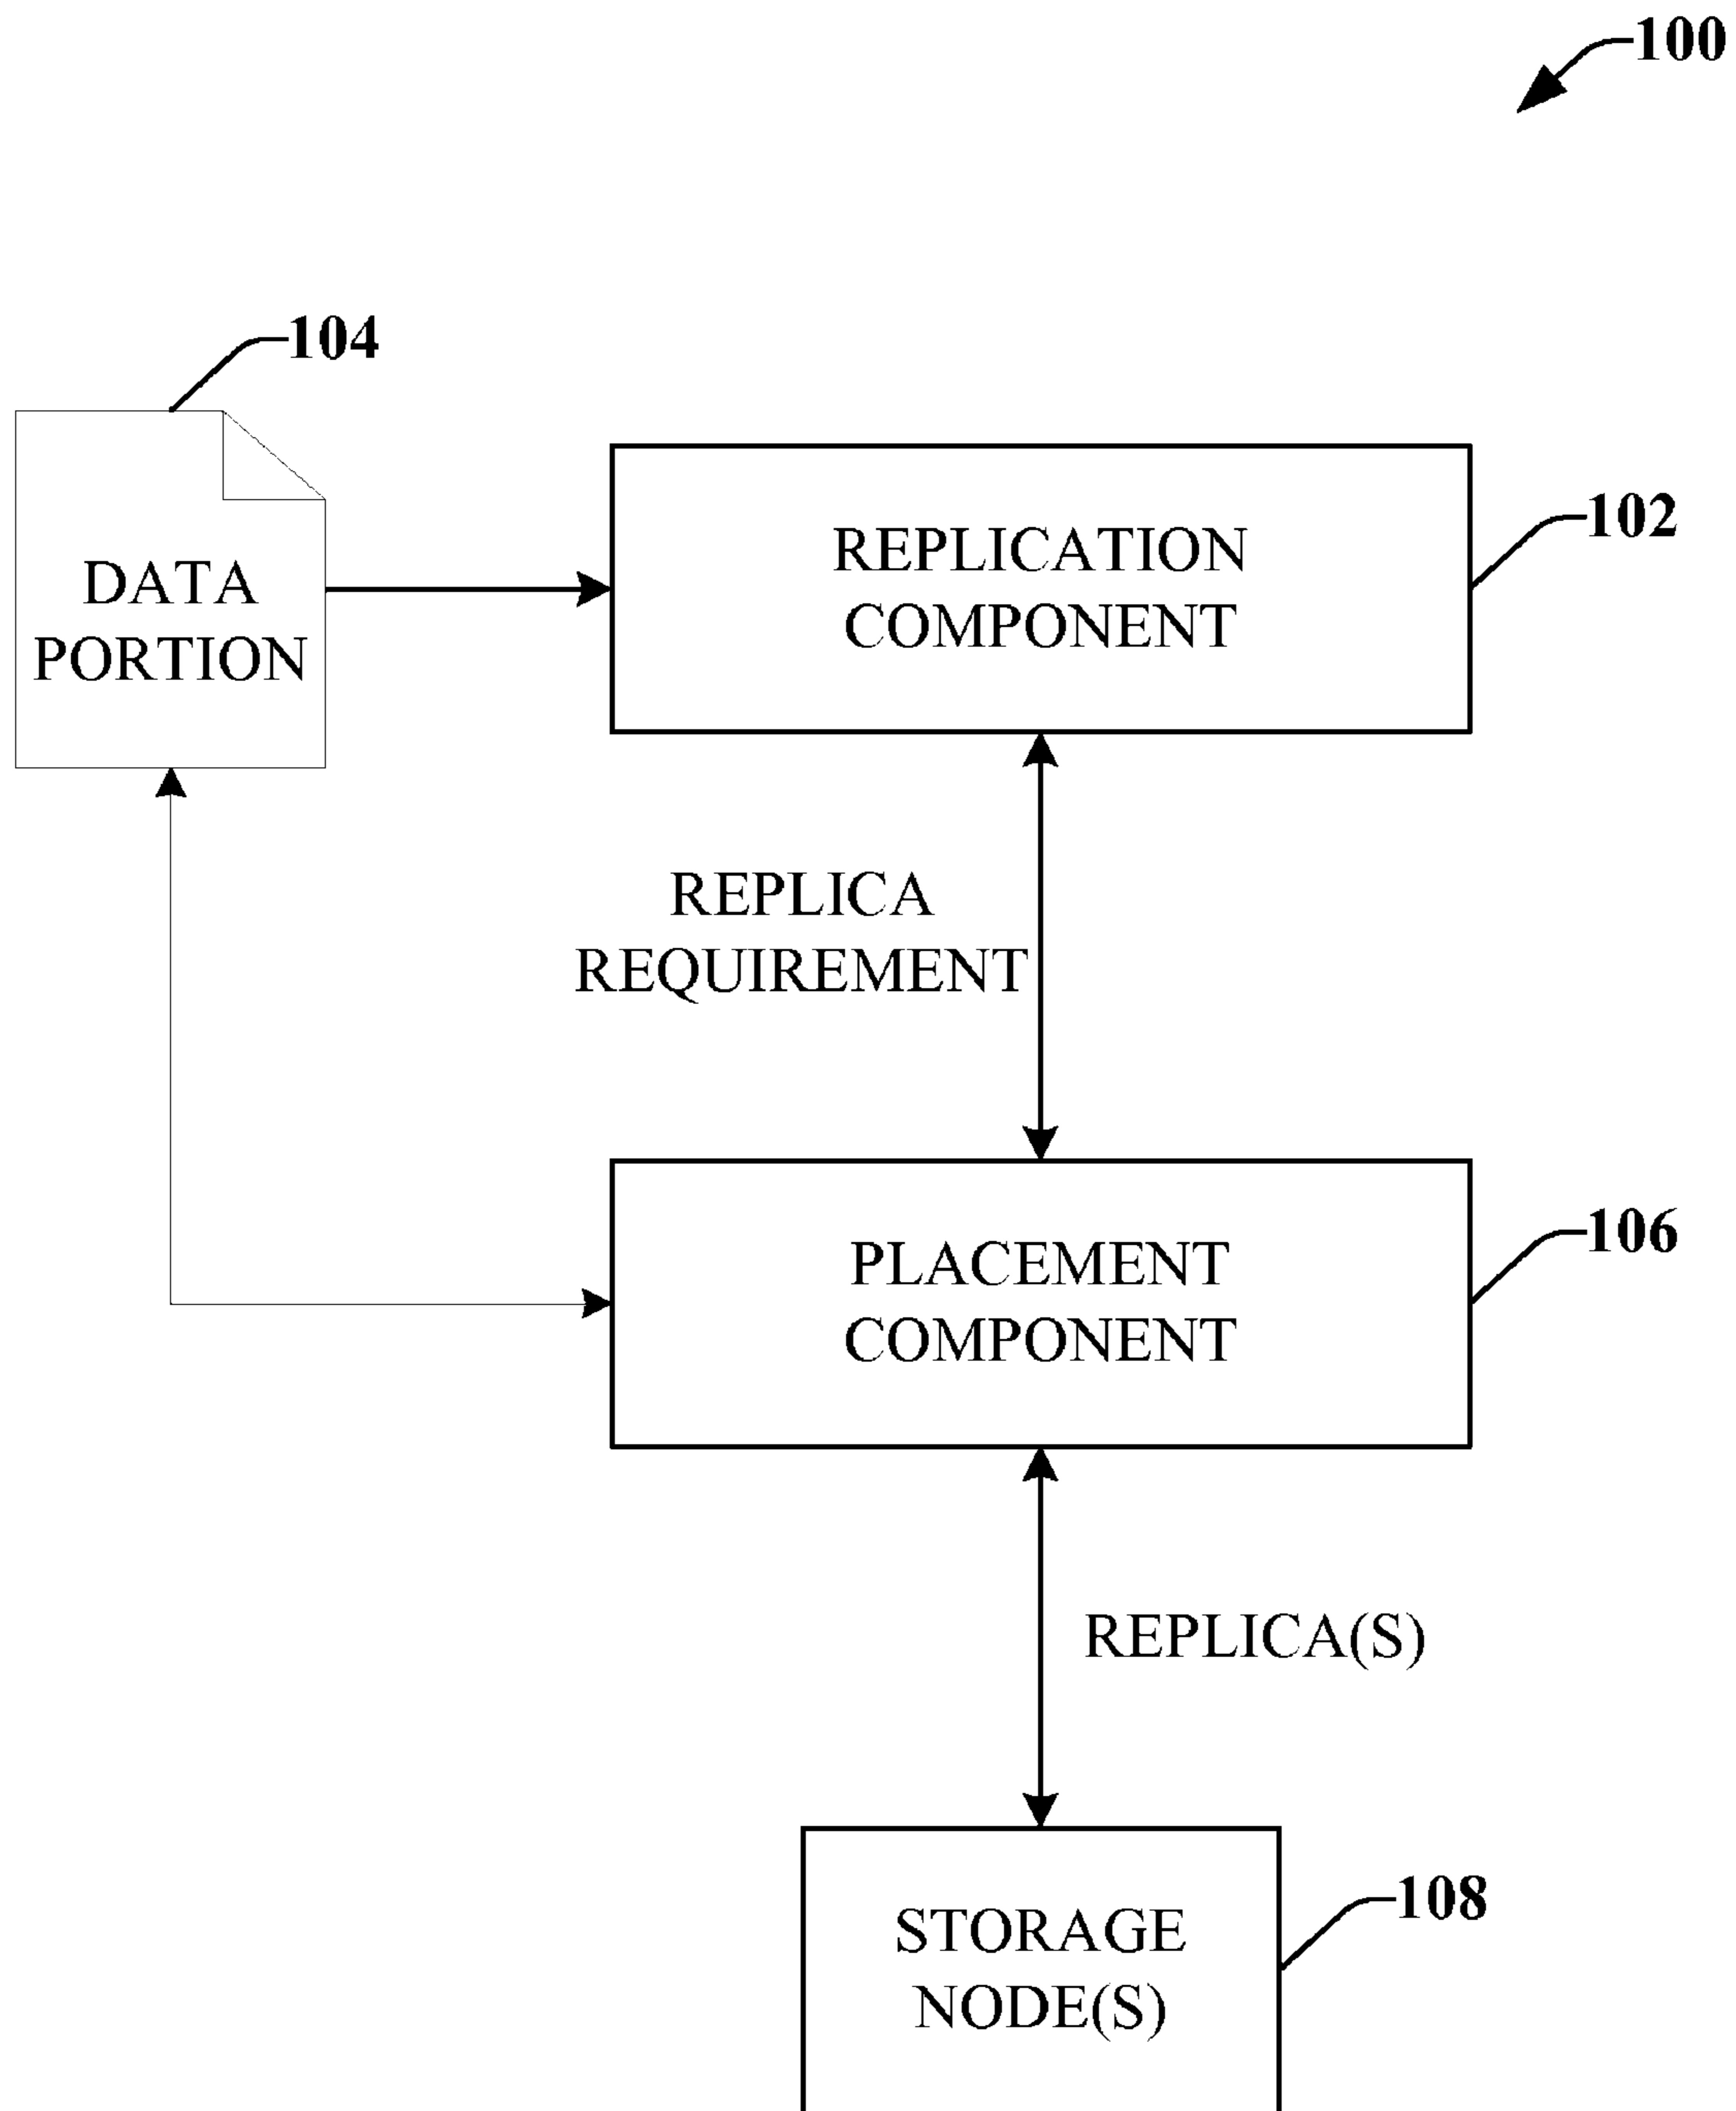 100
104
REPLICATION
COMPONENT
102
DATA
PORTION
REPLICA
REQUIREMENT
PLACEMENT
COMPONENT
106
REPLICA(S)
STORAGE
NODE(S)
108